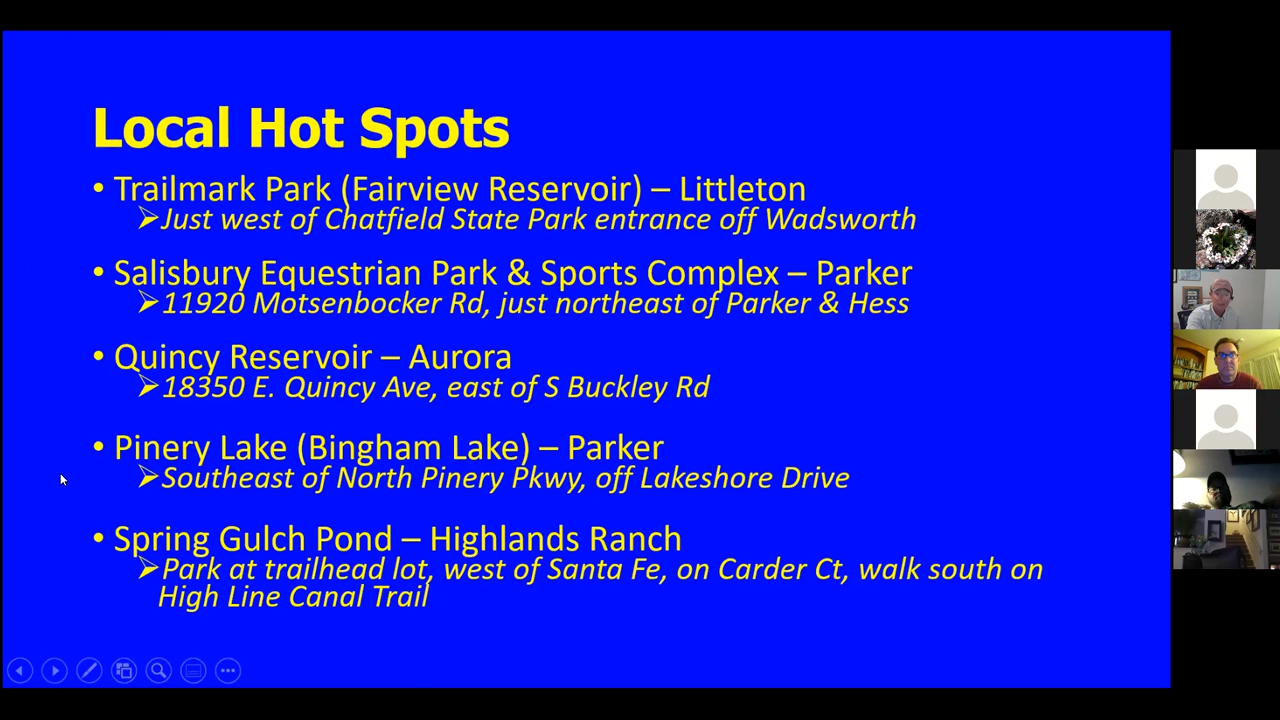 Local Hot Spots
• Trailmark Park (Fairview Reservoir) – Littleton
➢Just west of Chatfield State Park entrance off Wadsworth
• Salisbury Equestrian Park & Sports Complex – Parker
➢11920 Motsenbocker Rd, just northeast of Parker & Hess
• Quincy Reservoir – Aurora
➢18350 E. Quincy Ave, east of S Buckley Rd
• Pinery Lake (Bingham Lake) – Parker
➢Southeast of North Pinery Pkwy, off Lakeshore Drive
• Spring Gulch Pond – Highlands Ranch
➢Park at trailhead lot, west of Santa Fe, on Carder Ct, walk south on
High Line Canal Trail